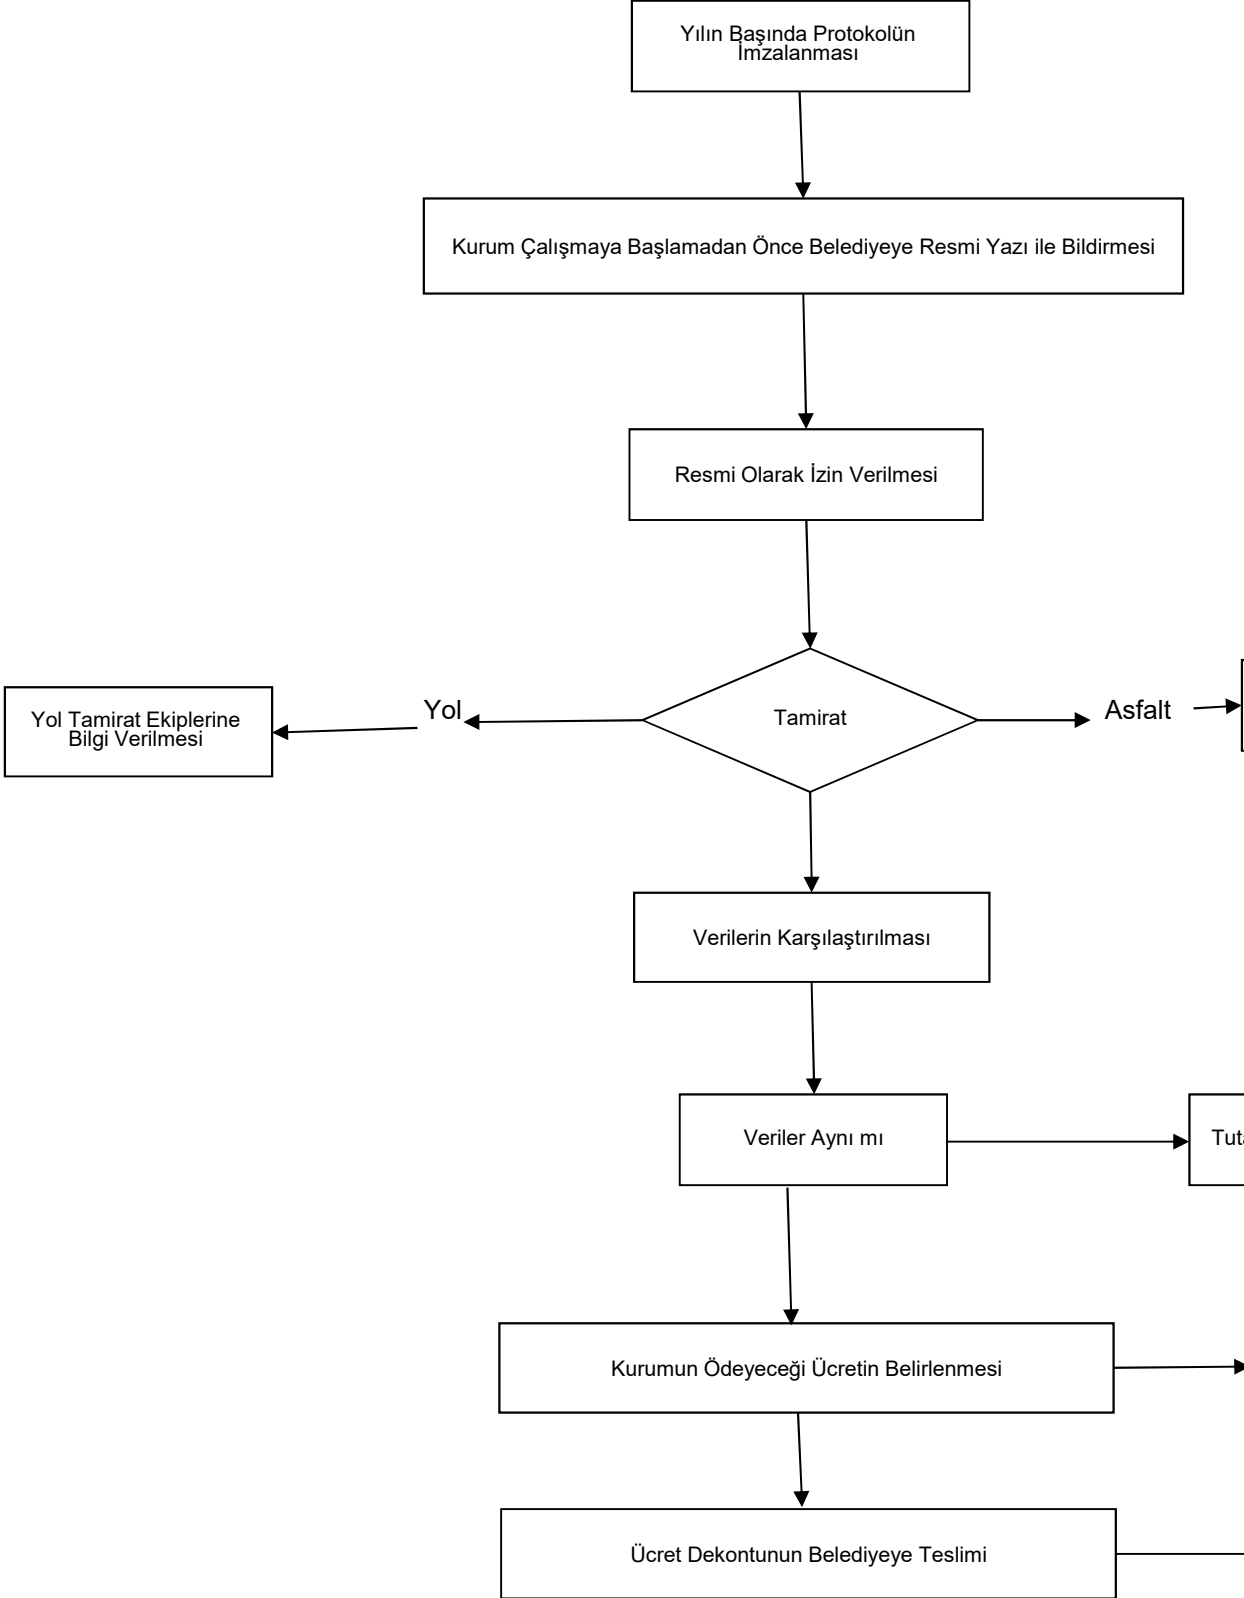 Yılın Başında Protokolün
İmzalanması
Kurum Çalışmaya Başlamadan Önce Belediyeye Resmi Yazı ile Bildirmesi
Resmi Olarak İzin Verilmesi
Yol Tamirat Ekiplerine
Bilgi Verilmesi
Yol
Tamirat
Asfalt
Verilerin Karşılaştırılması
Veriler Aynı mı
Kurumun Ödeyeceği Ücretin Belirlenmesi
Ücret Dekontunun Belediyeye Teslimi